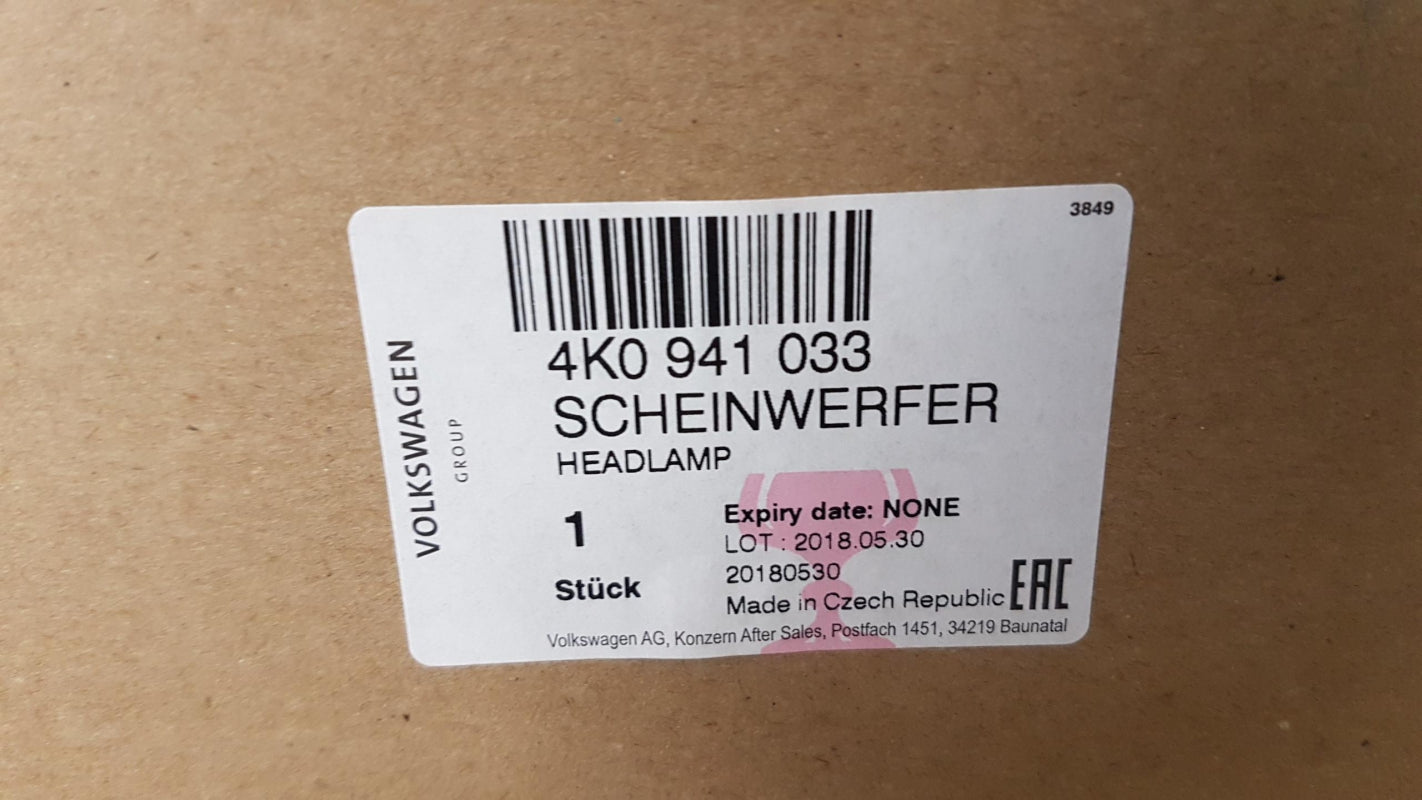 3849
VOLKSWAGEN
GROUP
4K0 941 033
SCHEINWERFER
HEADLAMP
1
Stück
Expiry date: NONE
LOT : 2018.05.30
20180530
Made in Czech Republic
EAC
Volkswagen AG, Konzern After Sales, Postfach 1451, 34219 Baunatal